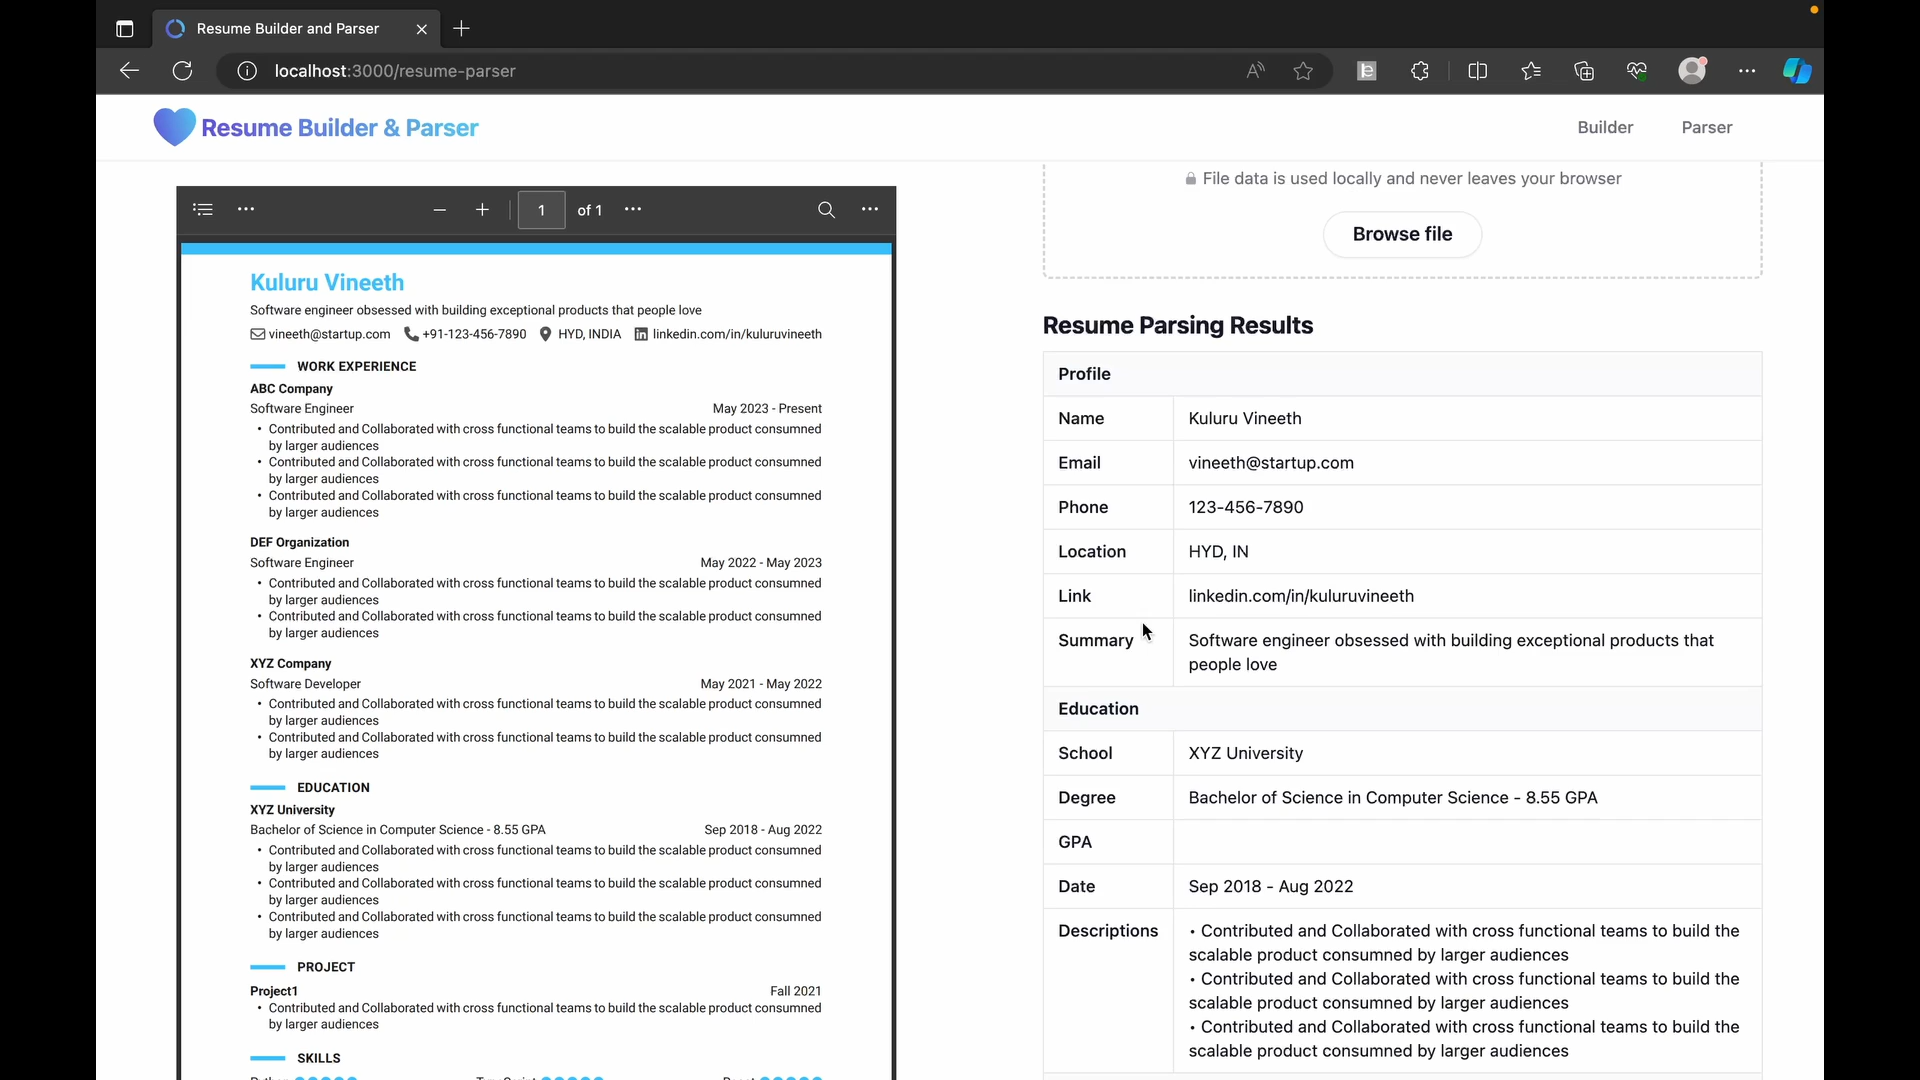 Resume Builder and Parser
localhost:3000/resume-parser
Resume Builder & Parser
Builder
Parser
1
of 1
Kuluru Vineeth
Software engineer obsessed with building exceptional products that people love
vineeth@startup.com +91-123-456-7890 HYD, INDIA linkedin.com/in/kuluruvineeth
WORK EXPERIENCE
ABC Company
Software Engineer May 2023 - Present
• Contributed and Collaborated with cross functional teams to build the scalable product consumned
by larger audiences
• Contributed and Collaborated with cross functional teams to build the scalable product consumned
by larger audiences
• Contributed and Collaborated with cross functional teams to build the scalable product consumned
by larger audiences
DEF Organization
Software Engineer May 2022 - May 2023
• Contributed and Collaborated with cross functional teams to build the scalable product consumned
by larger audiences
• Contributed and Collaborated with cross functional teams to build the scalable product consumned
by larger audiences
XYZ Company
Software Developer May 2021 - May 2022
• Contributed and Collaborated with cross functional teams to build the scalable product consumned
by larger audiences
• Contributed and Collaborated with cross functional teams to build the scalable product consumned
by larger audiences
EDUCATION
XYZ University
Bachelor of Science in Computer Science - 8.55 GPA Sep 2018 - Aug 2022
• Contributed and Collaborated with cross functional teams to build the scalable product consumned
by larger audiences
• Contributed and Collaborated with cross functional teams to build the scalable product consumned
by larger audiences
• Contributed and Collaborated with cross functional teams to build the scalable product consumned
by larger audiences
PROJECT
Project1 Fall 2021
• Contributed and Collaborated with cross functional teams to build the scalable product consumned
by larger audiences
SKILLS
File data is used locally and never leaves your browser
Browse file
Resume Parsing Results
Profile
Name Kuluru Vineeth
Email vineeth@startup.com
Phone 123-456-7890
Location HYD, IN
Link linkedin.com/in/kuluruvineeth
Summary Software engineer obsessed with building exceptional products that
people love
Education
School XYZ University
Degree Bachelor of Science in Computer Science - 8.55 GPA
GPA
Date Sep 2018 - Aug 2022
Descriptions • Contributed and Collaborated with cross functional teams to build the
scalable product consumned by larger audiences
• Contributed and Collaborated with cross functional teams to build the
scalable product consumned by larger audiences
• Contributed and Collaborated with cross functional teams to build the
scalable product consumned by larger audiences